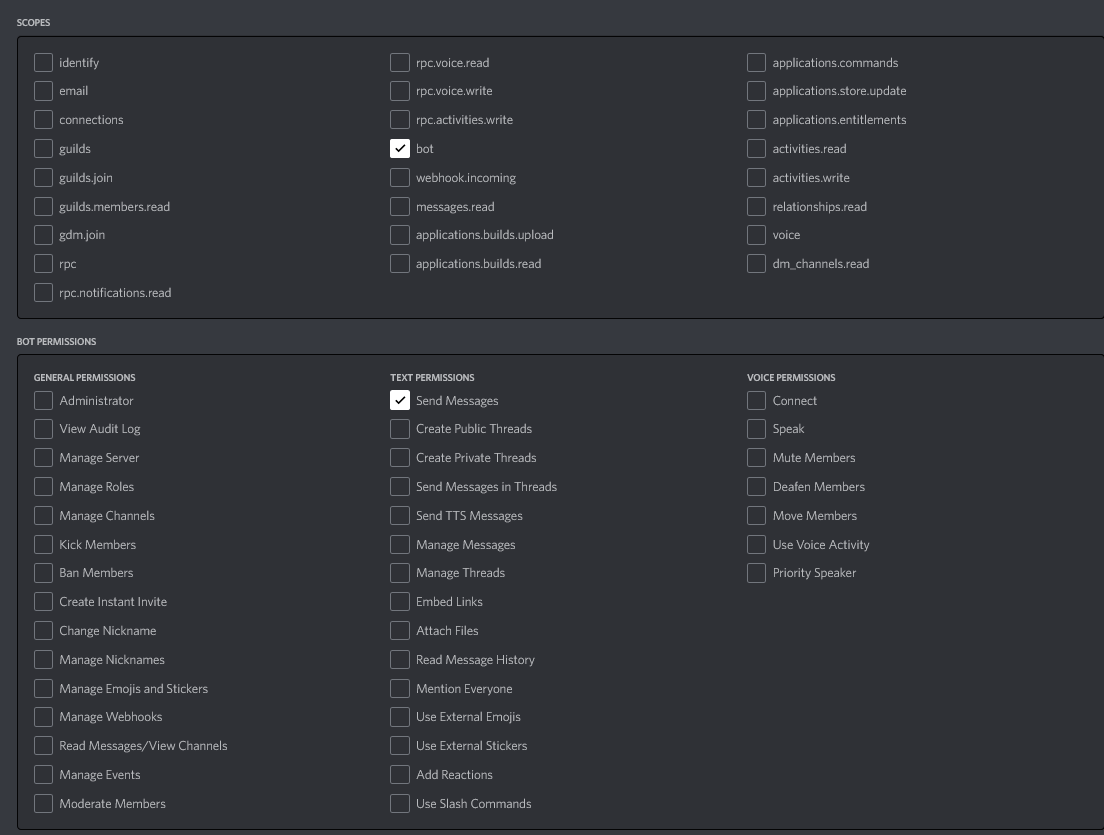 SCOPES
identify
rpc.voice.read
applications.commands
email
rpc.voice.write
applications.store.update
connections
rpc.activities.write
applications.entitlements
guilds
bot
activities.read
guilds.join
webhook.incoming
activities.write
guilds.members.read
messages.read
relationships.read
gdm.join
applications.builds.upload
voice
rpc
applications.builds.read
dm_channels.read
rpc.notifications.read
BOT PERMISSIONS
GENERAL PERMISSIONS
Administrator
View Audit Log
Manage Server
Manage Roles
Manage Channels
Kick Members
Ban Members
Create Instant Invite
Change Nickname
Manage Nicknames
Manage Emojis and Stickers
Manage Webhooks
Read Messages/View Channels
Manage Events
Moderate Members
TEXT PERMISSIONS
Send Messages
Create Public Threads
Create Private Threads
Send Messages in Threads
Send TTS Messages
Manage Messages
Manage Threads
Embed Links
Attach Files
Read Message History
Mention Everyone
Use External Emojis
Use External Stickers
Add Reactions
Use Slash Commands
VOICE PERMISSIONS
Connect
Speak
Mute Members
Deafen Members
Move Members
Use Voice Activity
Priority Speaker